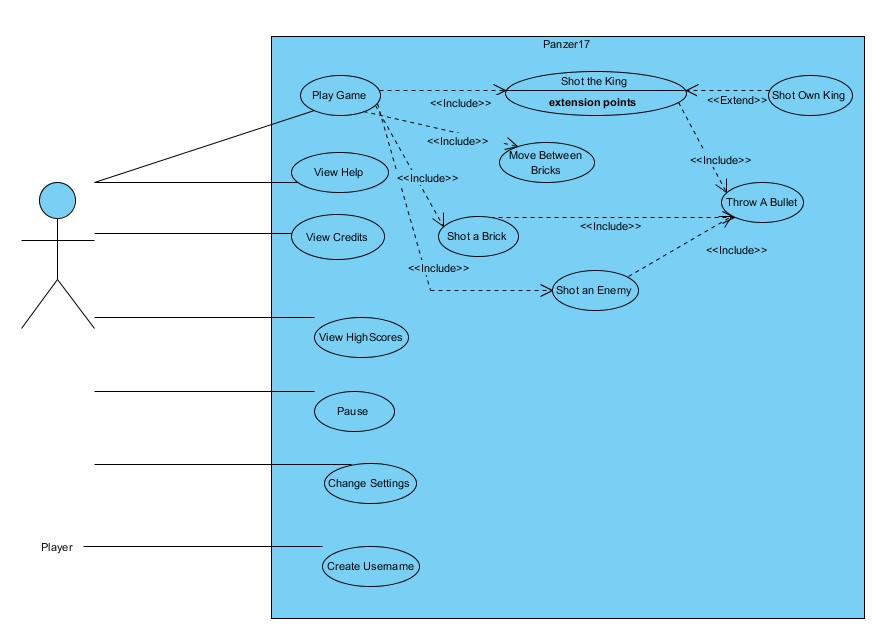 Panzer17
Play Game
<<Include>>
Shot the King
extension points
<<Extend>>
Shot Own King
<<Include>>
Move Between
Bricks
<<Include>>
View Help
<<Include>>
Throw A Bullet
View Credits
Shot a Brick
<<Include>>
<<Include>>
<<Include>>
Shot an Enemy
View HighScores
Pause
Change Settings
Player
Create Username